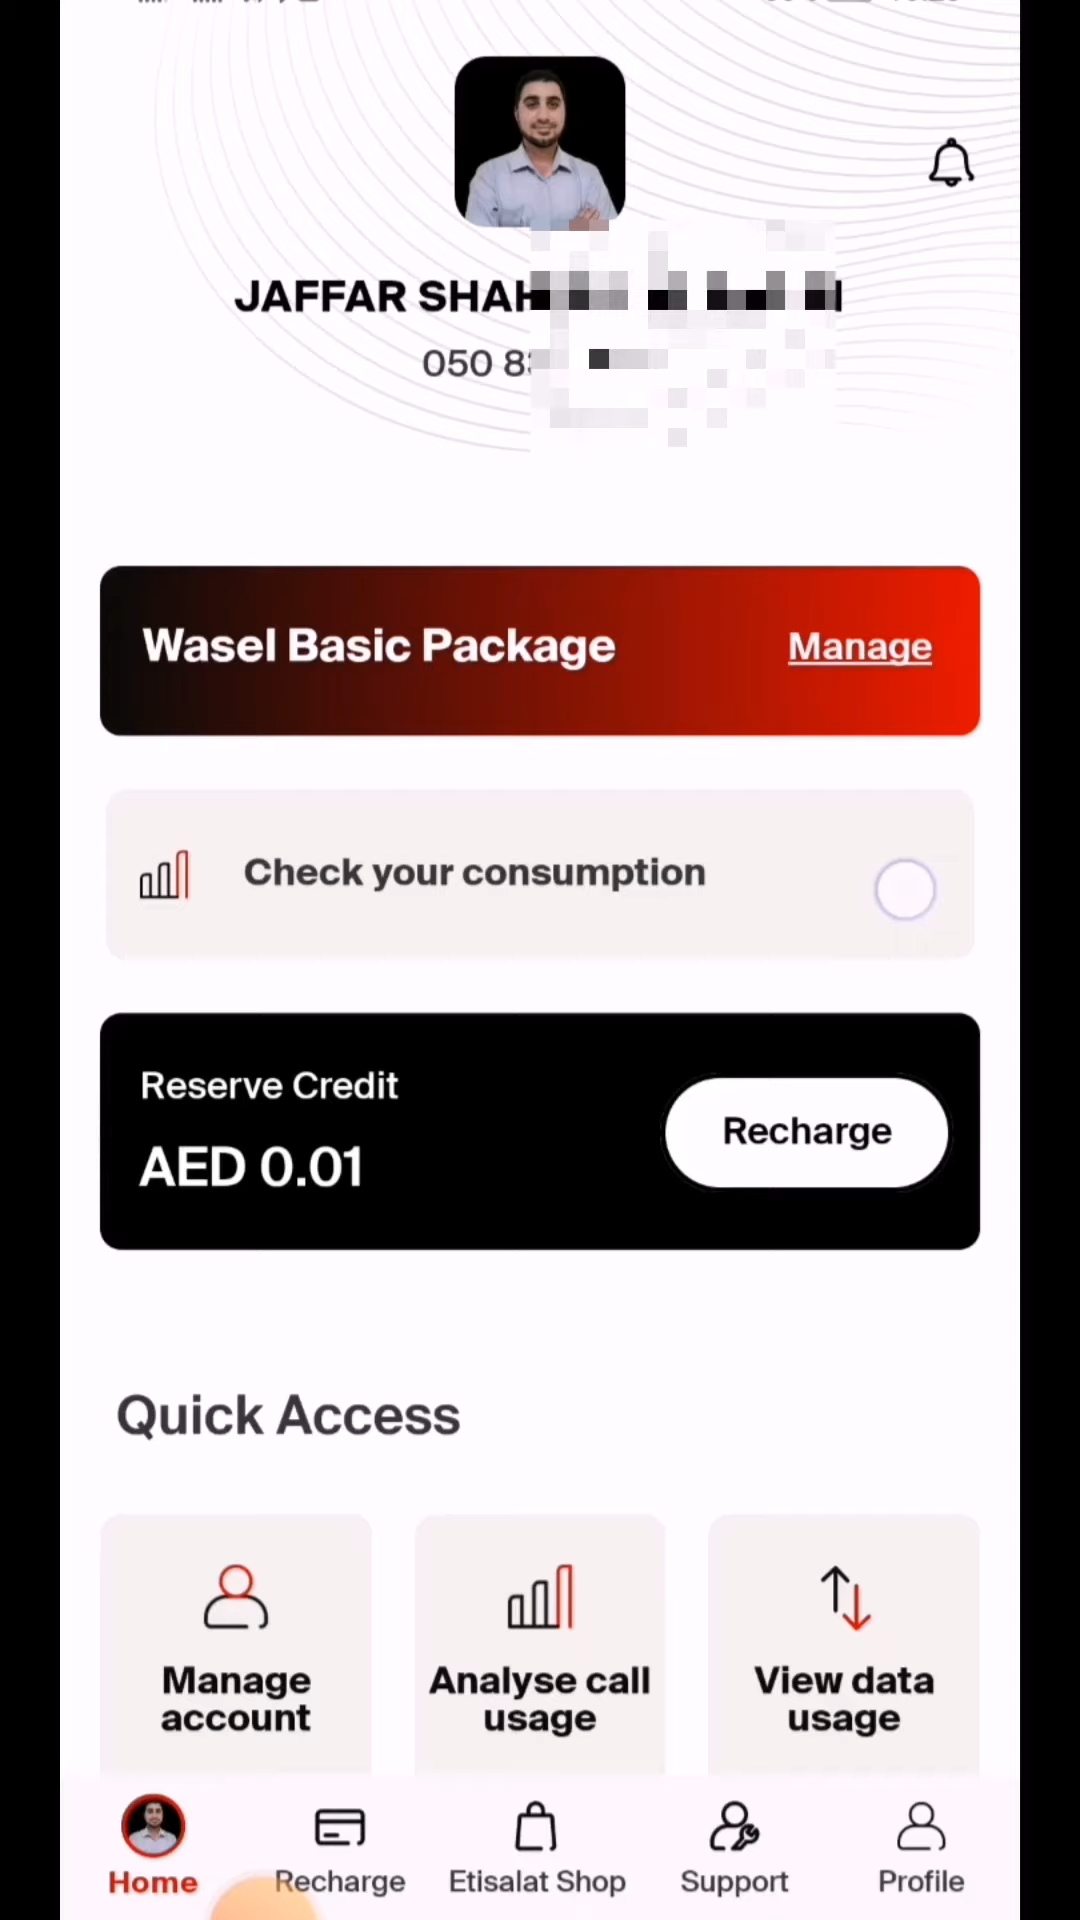 JAFFAR SHAH
050 83
Wasel Basic Package
Manage
Check your consumption
Reserve Credit
AED 0.01
Recharge
Quick Access
Manage account
Analyse call usage
View data usage
Home
Recharge
Etisalat Shop
Support
Profile